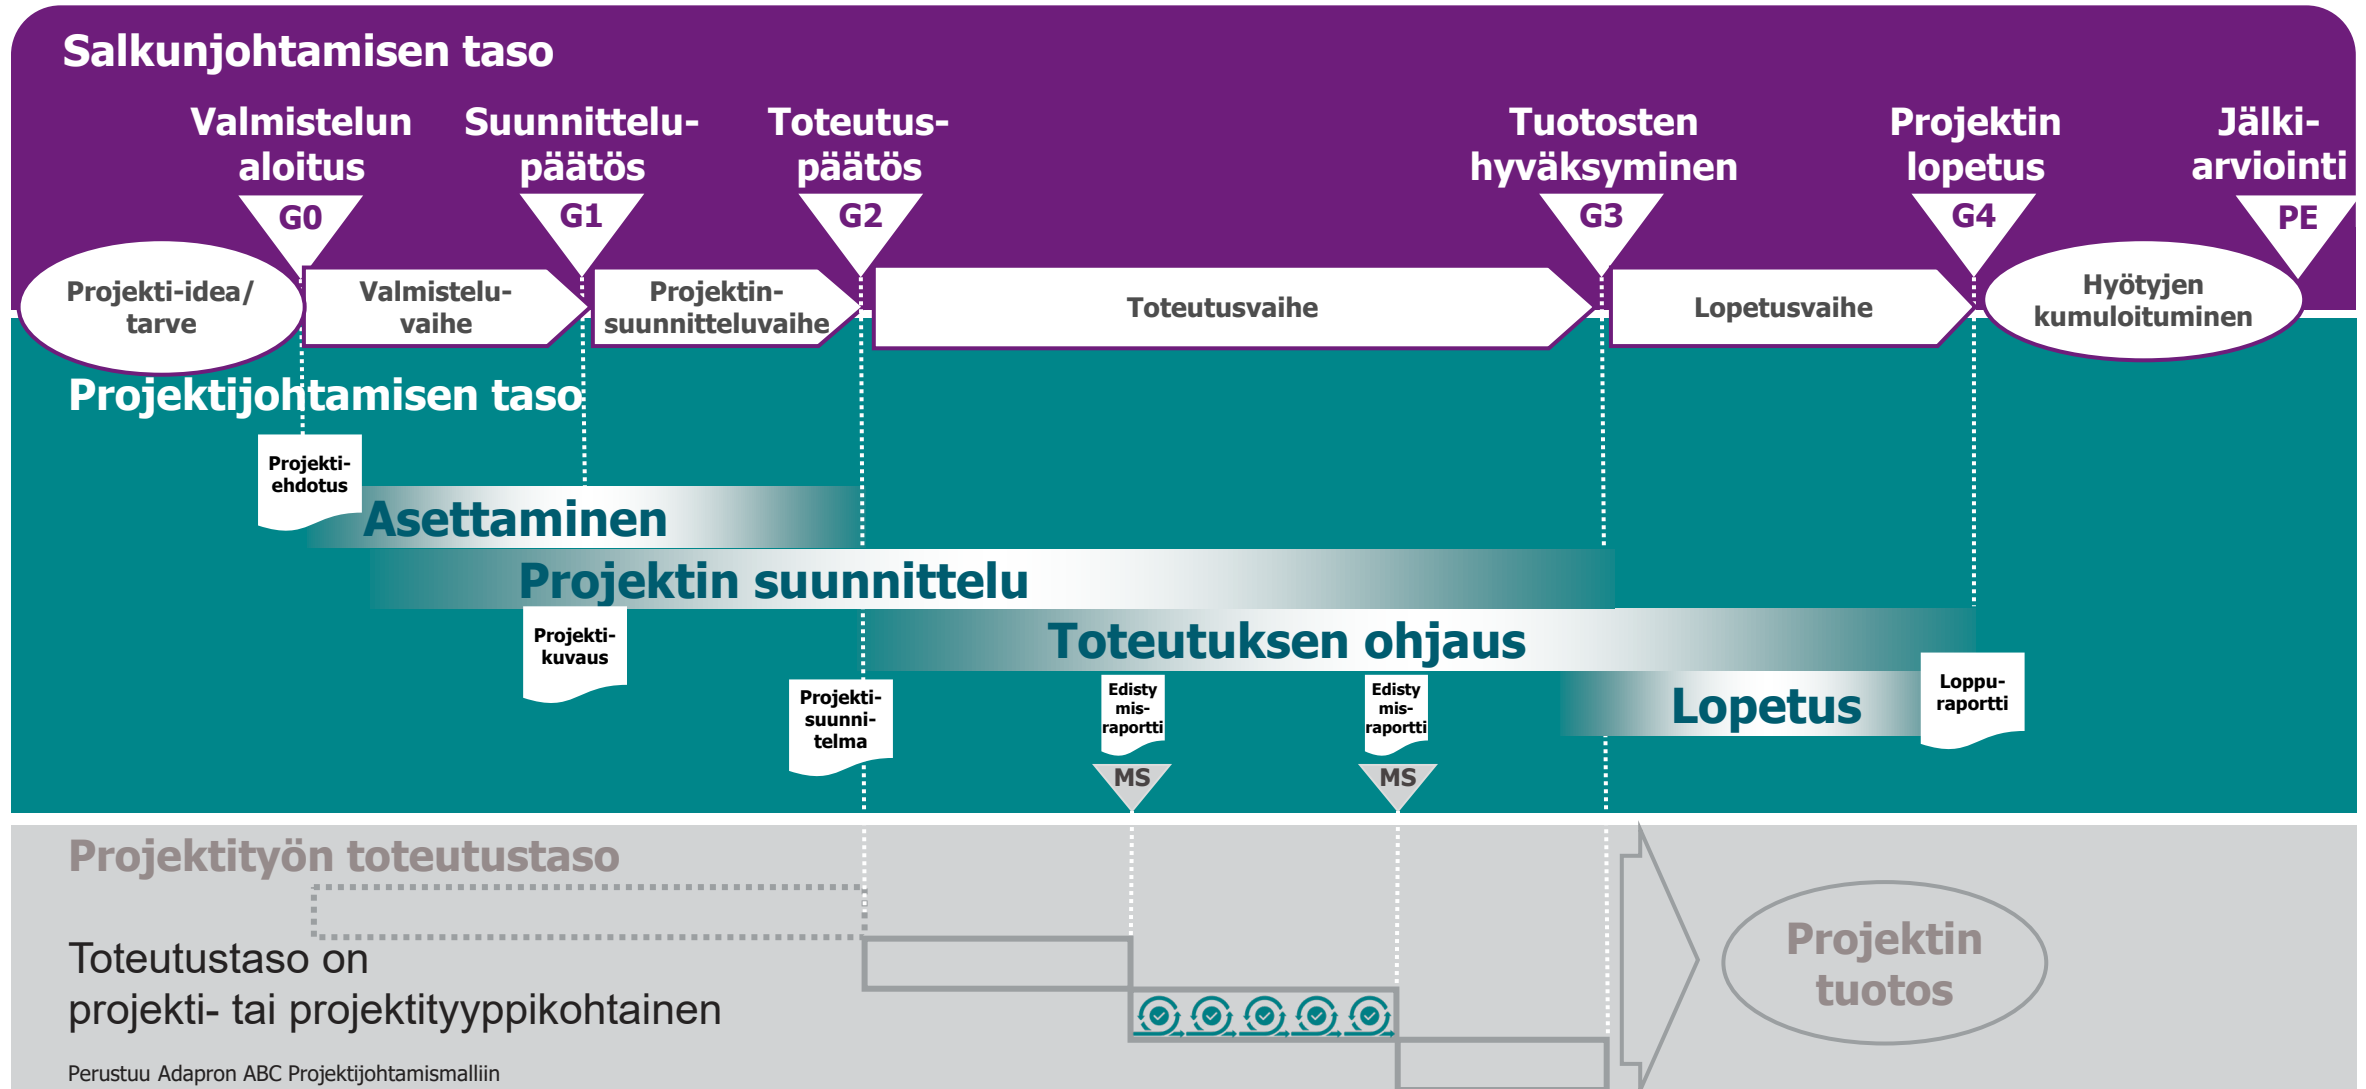 Salkunjohtamisen taso
Valmistelun
aloitus
Suunnittelu-
päätös
Toteutus-
päätös
Tuotosten
hyväksyminen
Projektin
lopetus
Jälki-
arviointi
G0
G1
G2
G3
G4
PE
Projekti-idea/
tarve
Valmistelu-
vaihe
Projektin-
suunnitteluvaihe
Toteutusvaihe
Lopetusvaihe
Hyötyjen
kumuloituminen
Projektijohtamisen taso
Projekti-
ehdotus
Asettaminen
Projektin suunnittelu
Projekti-
kuvaus
Toteutuksen ohjaus
Projekti-
suunni-
telma
Edisty
mis-
raportti
Edisty
mis-
raportti
Lopetus
Loppu-
raportti
MS
MS
Projektityön toteutustaso
Toteutustaso on
projekti- tai projektityyppikohtainen
Projektin
tuotos
Perustuu Adapron ABC Projektijohtamismalliin